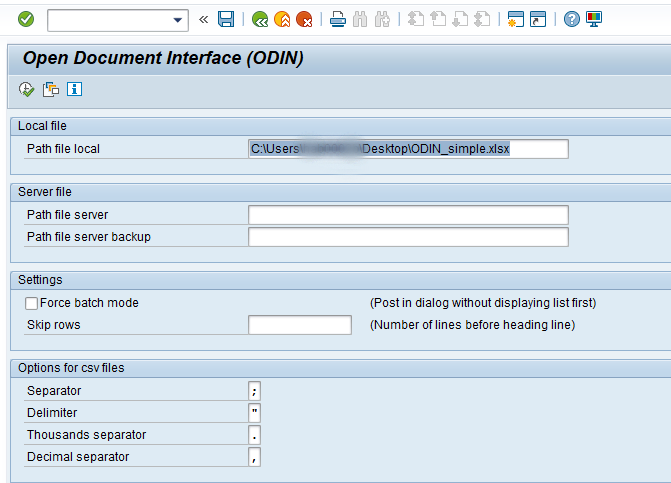 Open Document Interface (ODIN)
Local file
Path file local C:\Users\ \Desktop\ODIN_simple.xlsx
Server file
Path file server
Path file server backup
Settings
Force batch mode (Post in dialog without displaying list first)
Skip rows (Number of lines before heading line)
Options for csv files
Separator ;
Delimiter "
Thousands separator .
Decimal separator ,